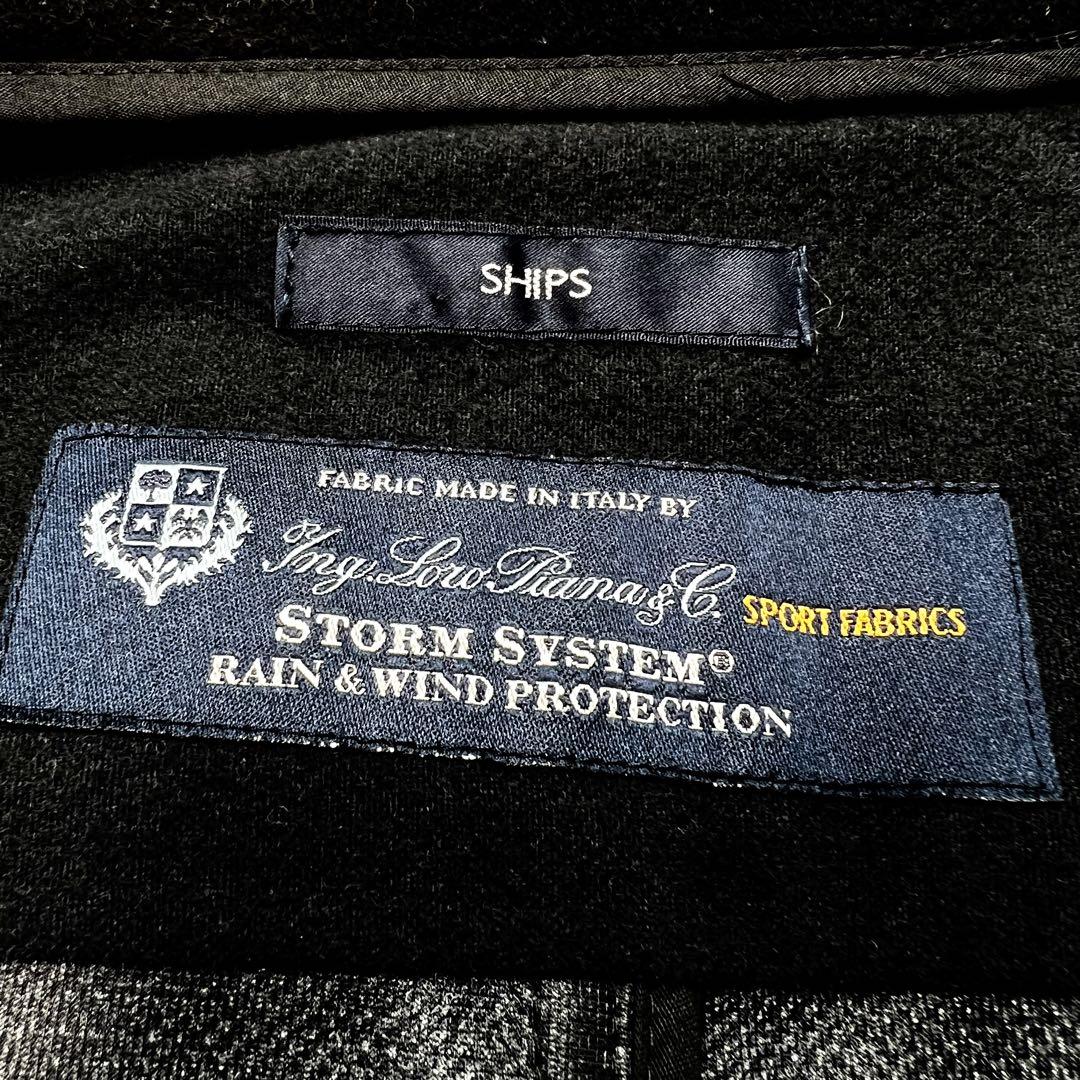 SHIPS
FABRIC MADE IN ITALY BY
Ing. Loro Piana & C.
SPORT FABRICS
STORM SYSTEM®
RAIN & WIND PROTECTION